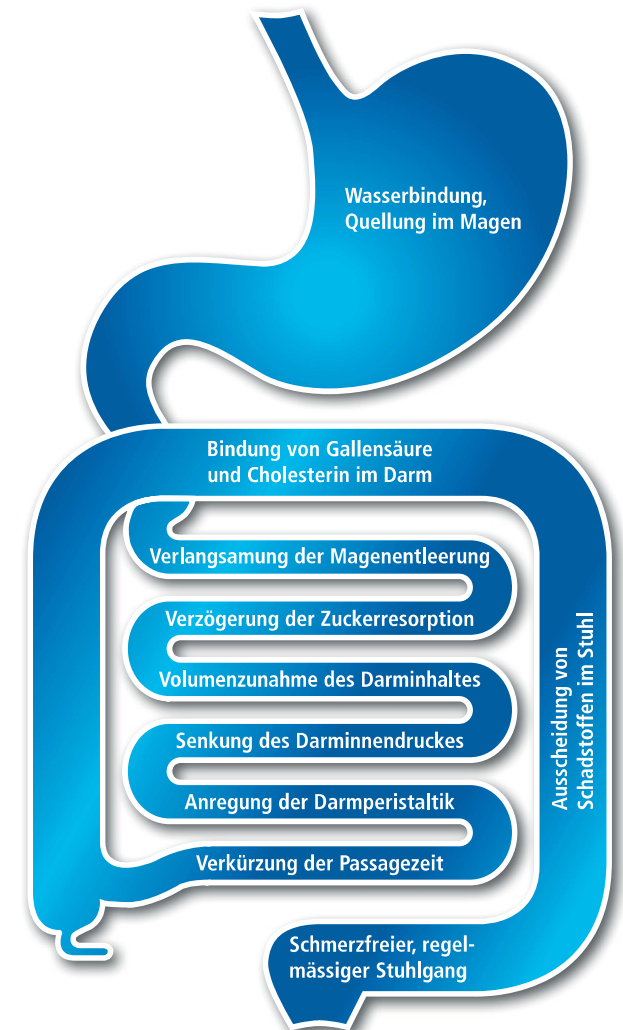 Wasserbindung,
Quellung im Magen
Bindung von Gallensäure
und Cholesterin im Darm
Verlangsamung der Magenentleerung
Verzögerung der Zuckerresorption
Volumenzunahme des Darminhaltes
Senkung des Darminnendruckes
Anregung der Darmperistaltik
Verkürzung der Passagezeit
Ausscheidung von
Schadstoffen im Stuhl
Schmerzfreier, regel-
mässiger Stuhlgang